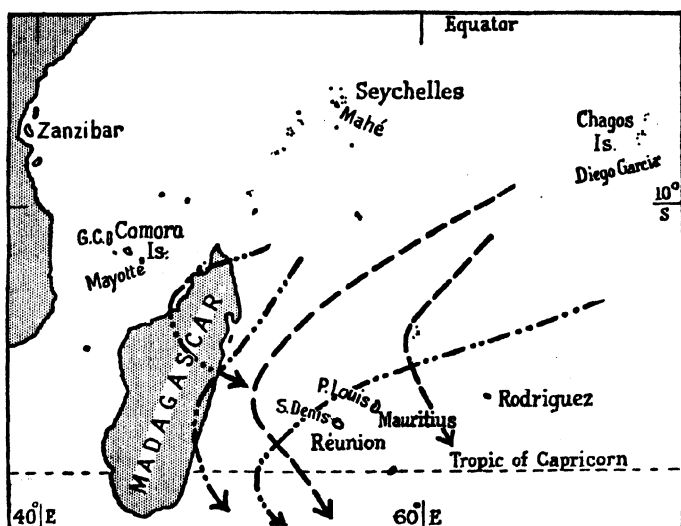 Equator
Seychelles
Mahé
Zanzibar
Chagos
Is.
Diego Garcia
10°
S
G.C. Comora
Is.
Mayotte
MADAGASCAR
P. Louis
Mauritius
S. Denis
Réunion
Rodriguez
Tropic of Capricorn
40° E
60° E